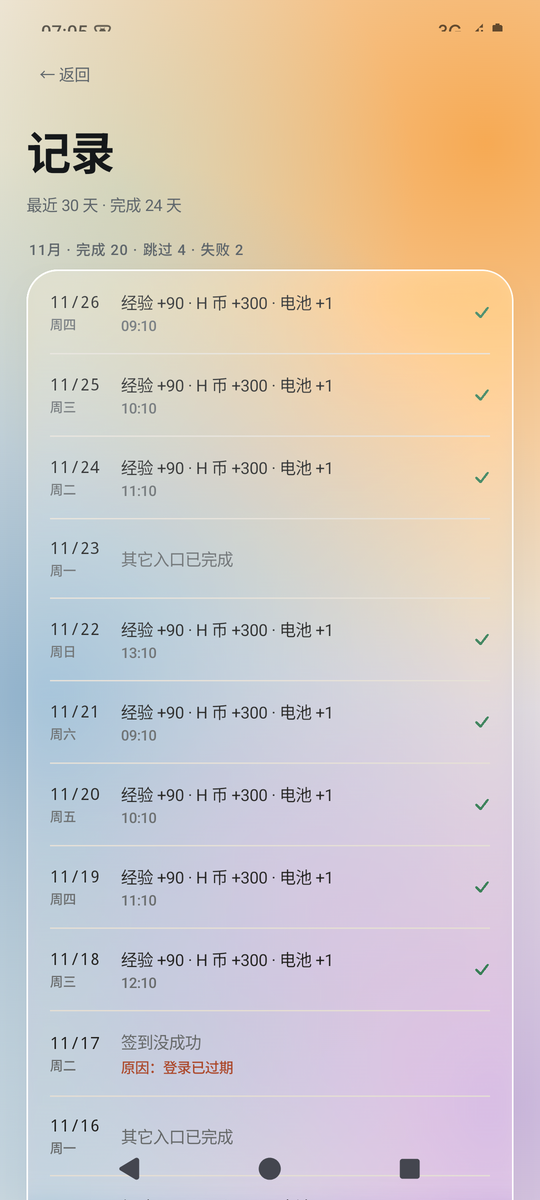 07:05
3G
← 返回
记录
最近 30 天 · 完成 24 天
11月 · 完成 20 · 跳过 4 · 失败 2
11/26 经验 +90 · H 币 +300 · 电池 +1
周四 09:10
11/25 经验 +90 · H 币 +300 · 电池 +1
周三 10:10
11/24 经验 +90 · H 币 +300 · 电池 +1
周二 11:10
11/23 其它入口已完成
周一
11/22 经验 +90 · H 币 +300 · 电池 +1
周日 13:10
11/21 经验 +90 · H 币 +300 · 电池 +1
周六 09:10
11/20 经验 +90 · H 币 +300 · 电池 +1
周五 10:10
11/19 经验 +90 · H 币 +300 · 电池 +1
周四 11:10
11/18 经验 +90 · H 币 +300 · 电池 +1
周三 12:10
11/17 签到没成功
周二 原因：登录已过期
11/16 其它入口已完成
周一